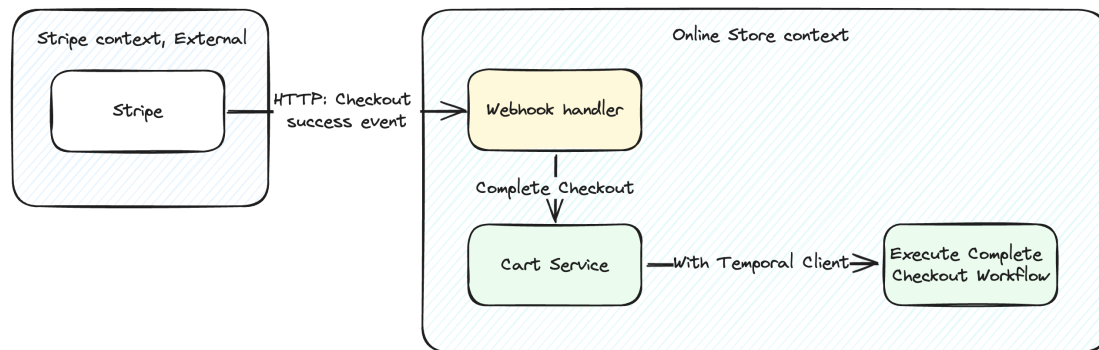 Stripe context, External
Online Store context
Stripe
HTTP: Checkout
success event
Webhook handler
Complete Checkout
Cart Service
With Temporal Client
Execute Complete
Checkout Workflow